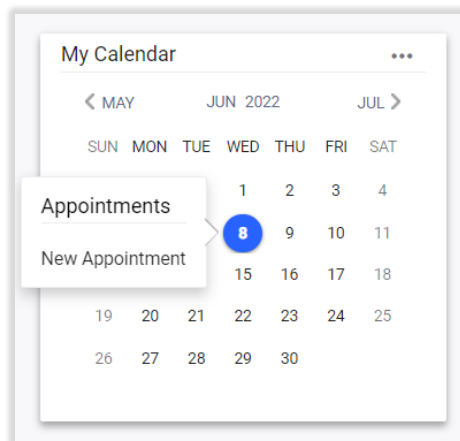 My Calendar
MAY JUN 2022 JUL
SUN MON TUE WED THU FRI SAT
1 2 3 4
Appointments
8 9 10 11
New Appointment
15 16 17 18
19 20 21 22 23 24 25
26 27 28 29 30